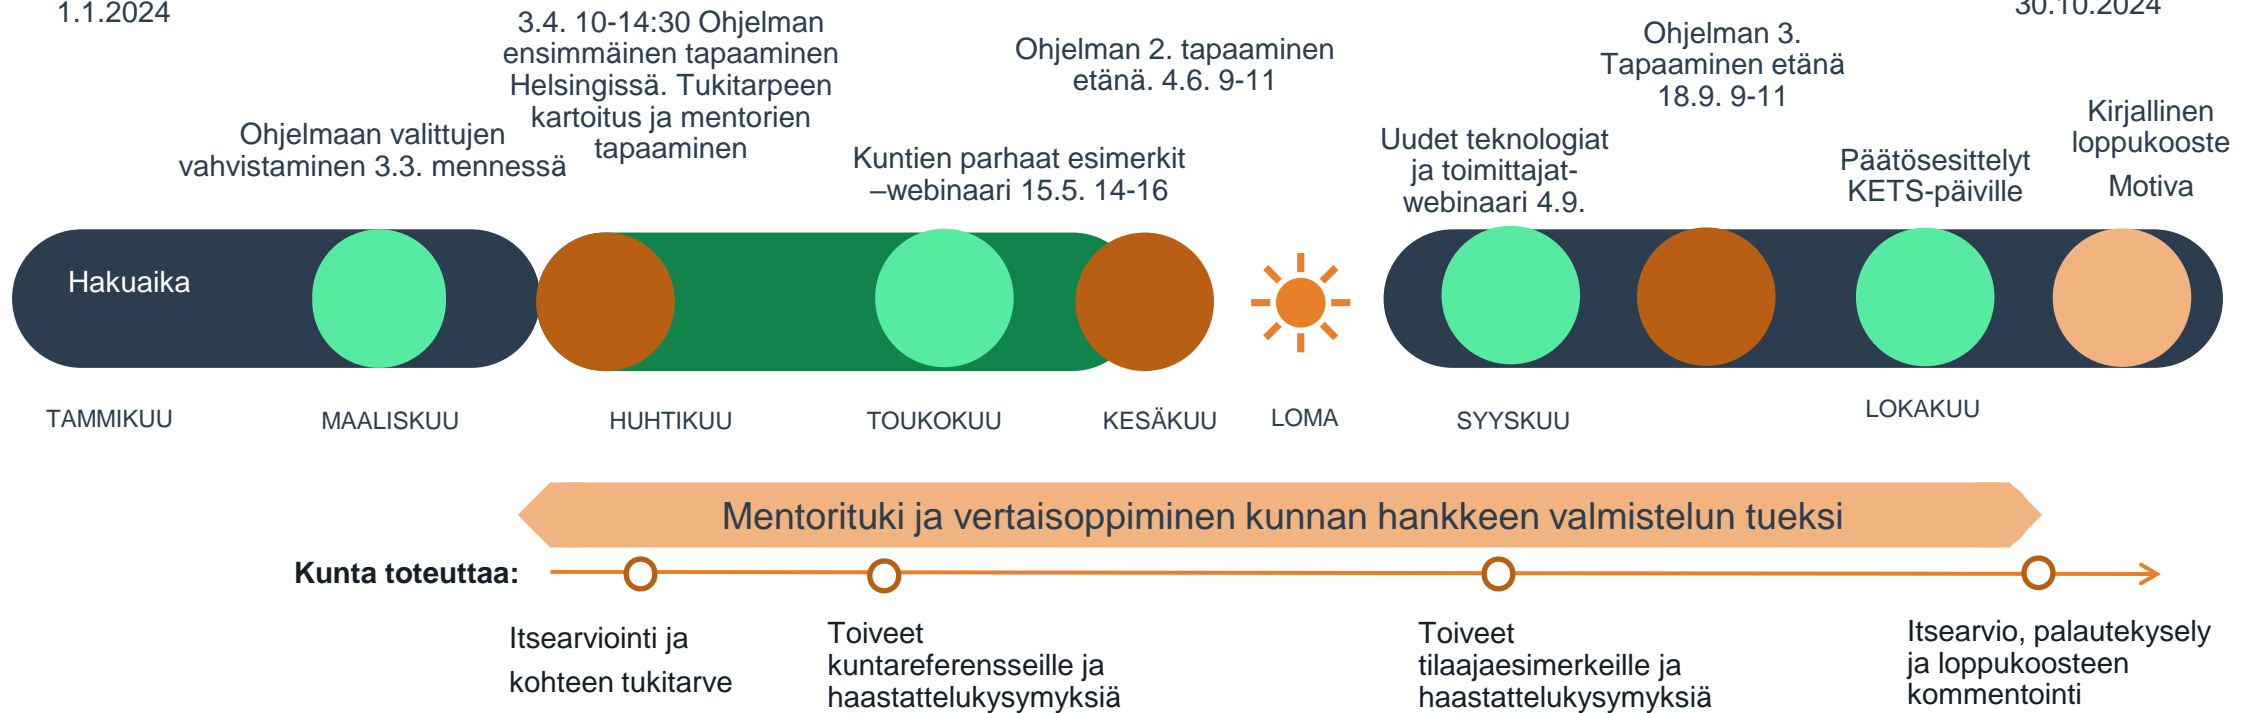 1.1.2024
30.10.2024
Ohjelmaan valittujen
vahvistaminen 3.3. mennessä
3.4. 10-14:30 Ohjelman
ensimmäinen tapaaminen
Helsingissä. Tukitarpeen
kartoitus ja mentorien
tapaaminen
Kuntien parhaat esimerkit
–webinaari 15.5. 14-16
Ohjelman 2. tapaaminen
etänä. 4.6. 9-11
Uudet teknologiat
ja toimittajat-
webinaari 4.9.
Ohjelman 3.
Tapaaminen etänä
18.9. 9-11
Päätösesittelyt
KETS-päiville
Kirjallinen
loppukooste
Motiva
Hakuaika
TAMMIKUU
MAALISKUU
HUHTIKUU
TOUKOKUU
KESÄKUU
LOMA
SYYSKUU
LOKAKUU
Mentorituki ja vertaisoppiminen kunnan hankkeen valmistelun tueksi
Kunta toteuttaa:
Itsearviointi ja
kohteen tukitarve
Toiveet
kuntareferensseille ja
haastattelukysymyksiä
Toiveet
tilaajaesimerkeille ja
haastattelukysymyksiä
Itsearvio, palautekysely
ja loppukoosteen
kommentointi